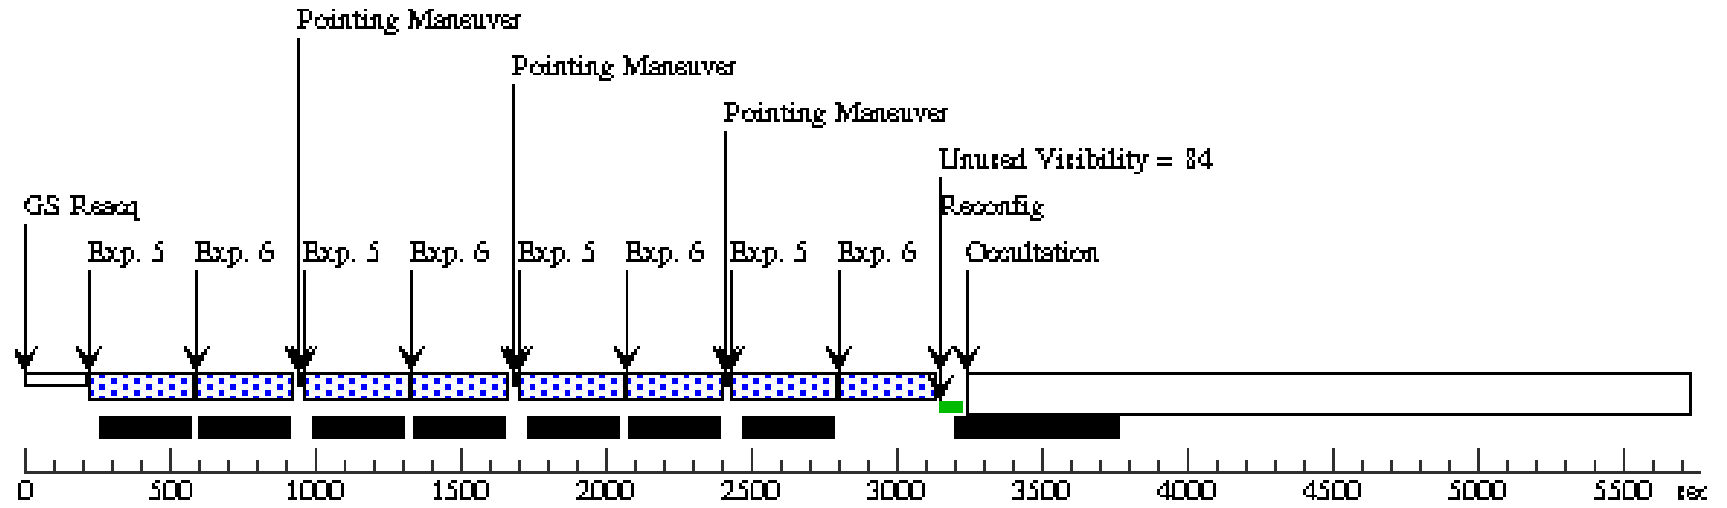 Pointing Maneuver
Pointing Maneuver
Pointing Maneuver
Unused Visibility = 84
GS Reacq
Reconfig
Exp. 5 Exp. 6 Exp. 5 Exp. 6 Exp. 5 Exp. 6 Exp. 5 Exp. 6 Occultation
0 500 1000 1500 2000 2500 3000 3500 4000 4500 5000 5500 sec